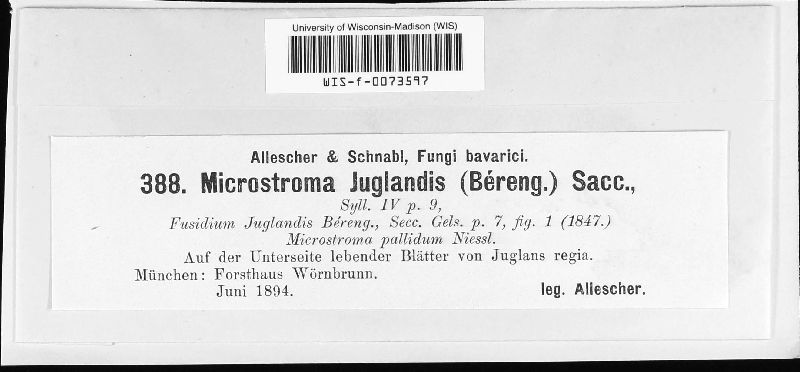 University of Wisconsin-Madison (WIS)
WIS-f-0073597
Allescher & Schnabl, Fungi bavarici.
388. Microstroma Juglandis (Béreng.) Sacc.,
Syll. IV p. 9,
Fusidium Juglandis Béreng., Secc. Gels. p. 7, fig. 1 (1847.)
Microstroma pallidum Niessl.
Auf der Unterseite lebender Blätter von Juglans regia.
München: Forsthaus Wörnbrunn.
Juni 1894. leg. Allescher.